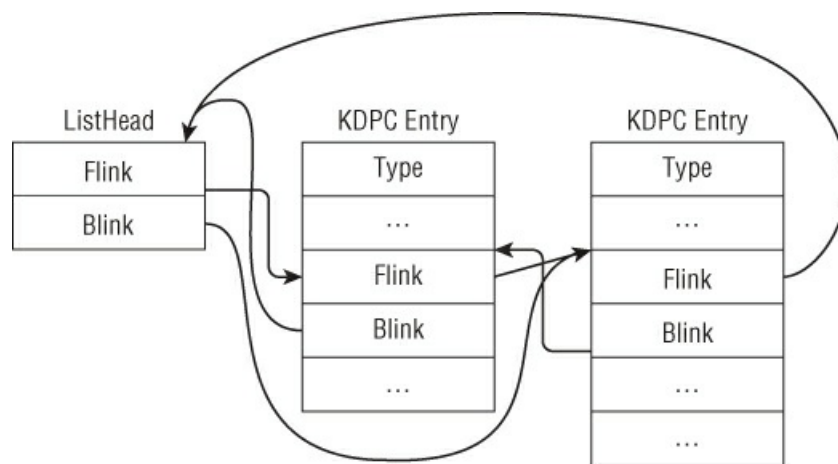 ListHead
Flink
Blink
KDPC Entry
Type
...
Flink
Blink
...
KDPC Entry
Type
...
Flink
Blink
...
...